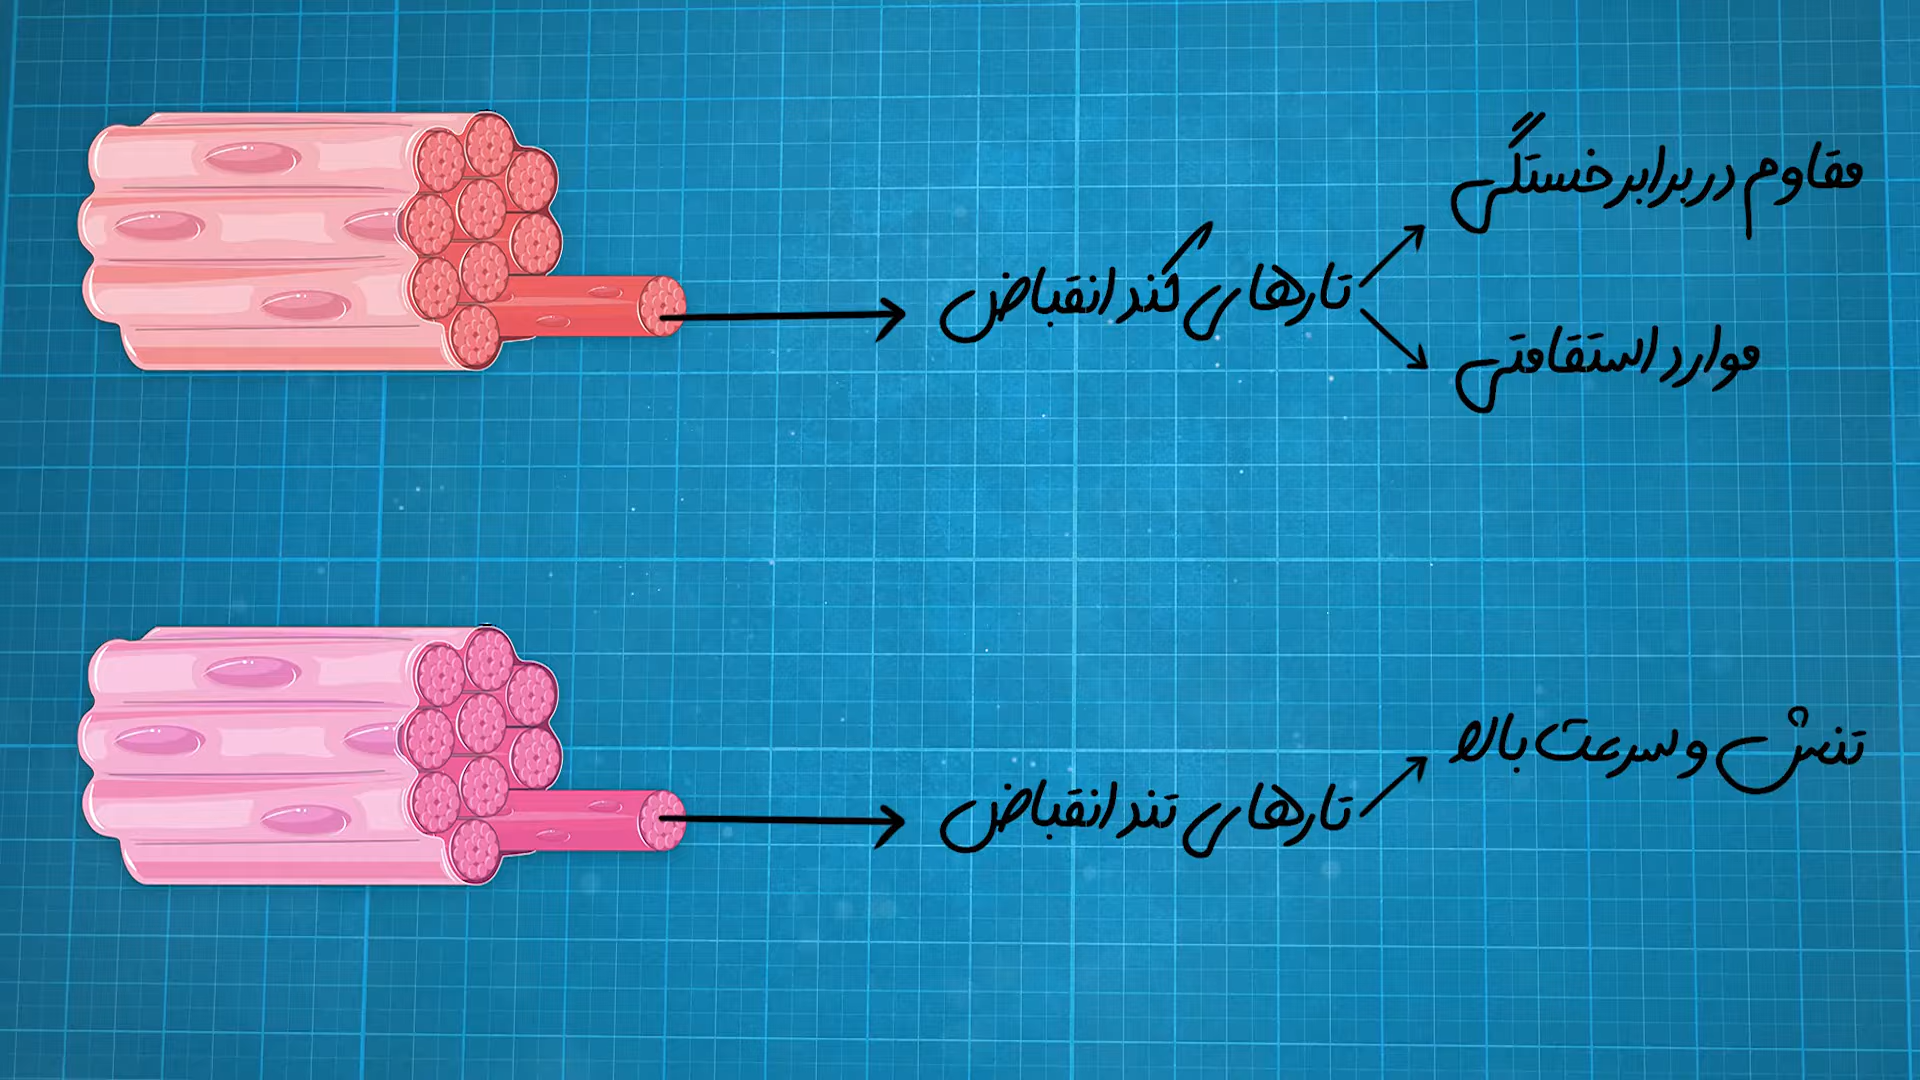 مقاوم در برابر خستگی
تارهای کند انقباض
موارد استقامتی
تنش و سرعت بالا
تارهای تند انقباض